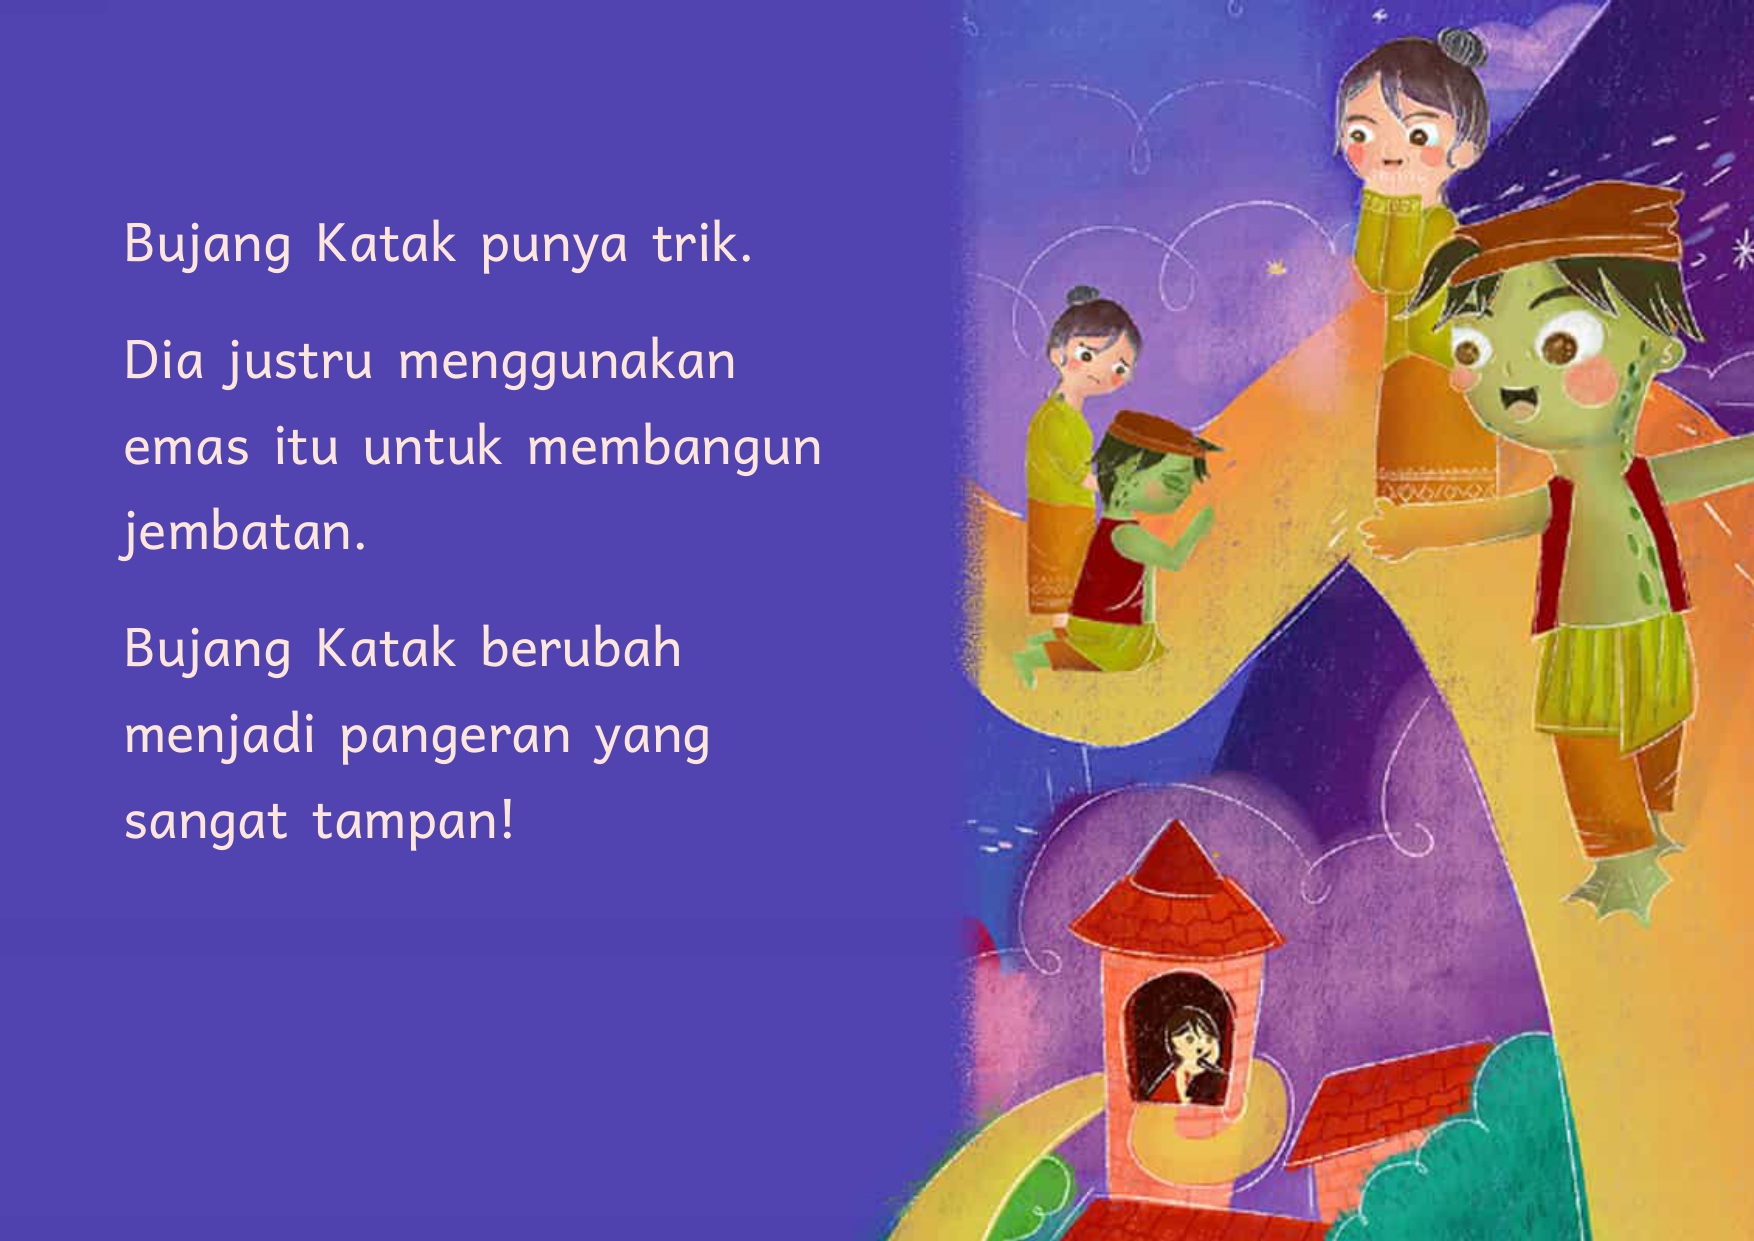 Bujang Katak punya trik.
Dia justru menggunakan
emas itu untuk membangun
jembatan.
Bujang Katak berubah
menjadi pangeran yang
sangat tampan!